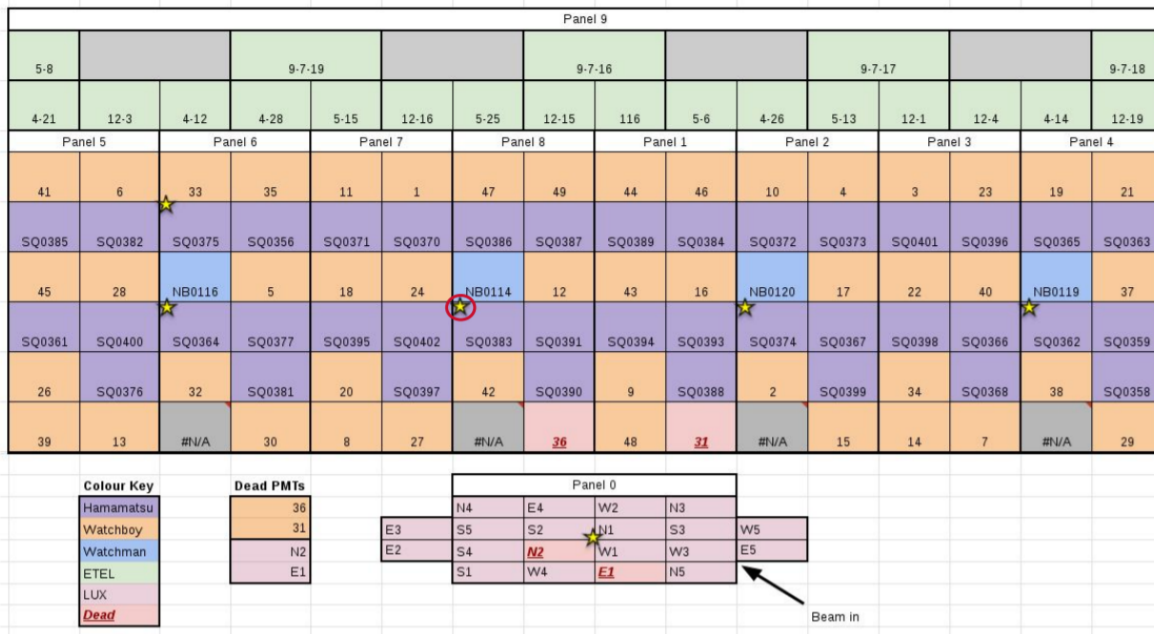 Panel 9
5-8 9-7-19 9-7-16 9-7-17 9-7-18
4-21 12-3 4-12 4-28 5-15 12-16 5-25 12-15 116 5-6 4-26 5-13 12-1 12-4 4-14 12-19
Panel 5 Panel 6 Panel 7 Panel 8 Panel 1 Panel 2 Panel 3 Panel 4
41 6 33 35 11 1 47 49 44 46 10 4 3 23 19 21
SQ0385 SQ0382 SQ0375 SQ0356 SQ0371 SQ0370 SQ0386 SQ0387 SQ0389 SQ0384 SQ0372 SQ0373 SQ0401 SQ0396 SQ0365 SQ0363
45 28 NB0116 5 18 24 NB0114 12 43 16 NB0120 17 22 40 NB0119 37
SQ0361 SQ0400 SQ0364 SQ0377 SQ0395 SQ0402 SQ0383 SQ0391 SQ0394 SQ0393 SQ0374 SQ0367 SQ0398 SQ0366 SQ0362 SQ0359
26 SQ0376 32 SQ0381 20 SQ0397 42 SQ0390 9 SQ0388 2 SQ0399 34 SQ0368 38 SQ0358
39 13 #N/A 30 8 27 #N/A 36 48 31 #N/A 15 14 7 #N/A 29
Colour Key Dead PMTs Panel 0
Hamamatsu 36 N4 E4 W2 N3
Watchboy 31 E3 S5 S2 N1 S3 W5
Watchman N2 E2 S4 N2 W1 W3 E5
ETEL E1 S1 W4 E1 N5
LUX
Dead Beam in